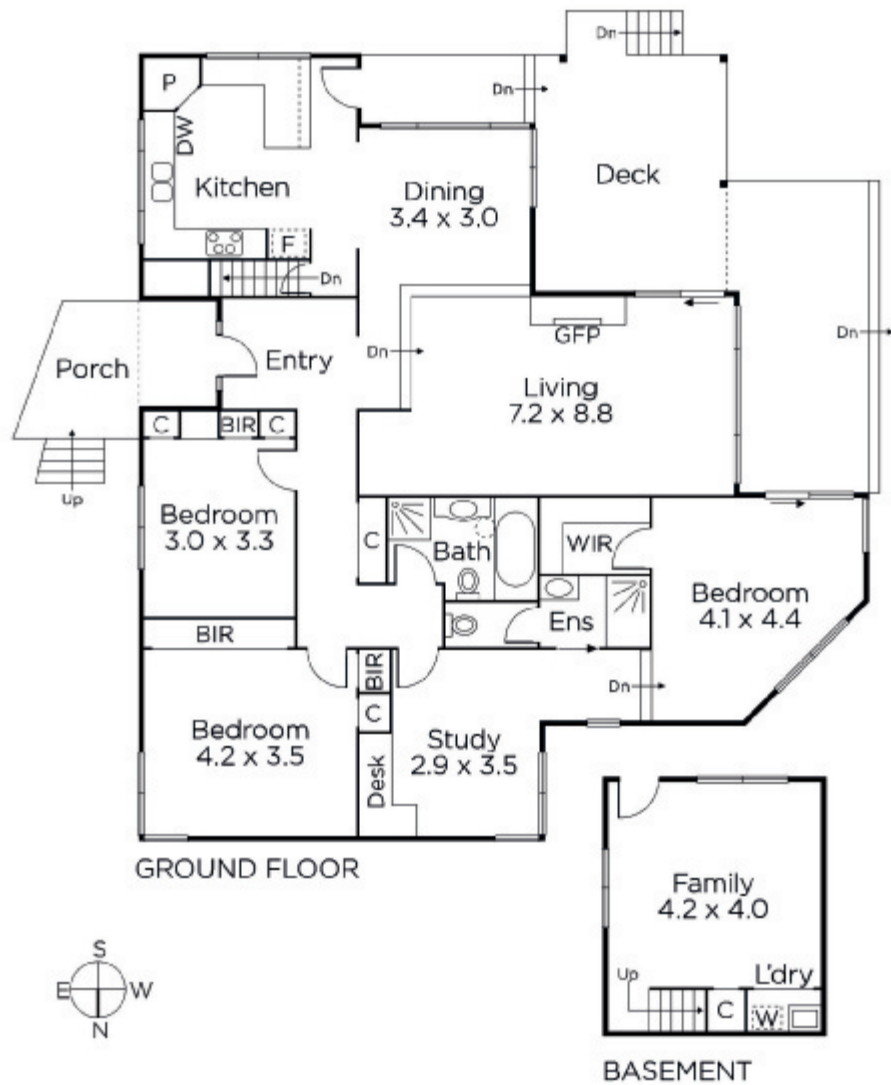 Dn
P
Dn
DW
Kitchen
Dining
3.4 x 3.0
Deck
F
Dn
Porch
Entry
Dn
GFP
Dn
Living
7.2 x 8.8
C
BIR
C
Up
Bedroom
3.0 x 3.3
C
Bath
WIR
Bedroom
4.1 x 4.4
BIR
Ens
BIR
Dn
Bedroom
4.2 x 3.5
C
Study
2.9 x 3.5
Desk
GROUND FLOOR
Family
4.2 x 4.0
Up
L'dry
C
W
S
E
W
N
BASEMENT